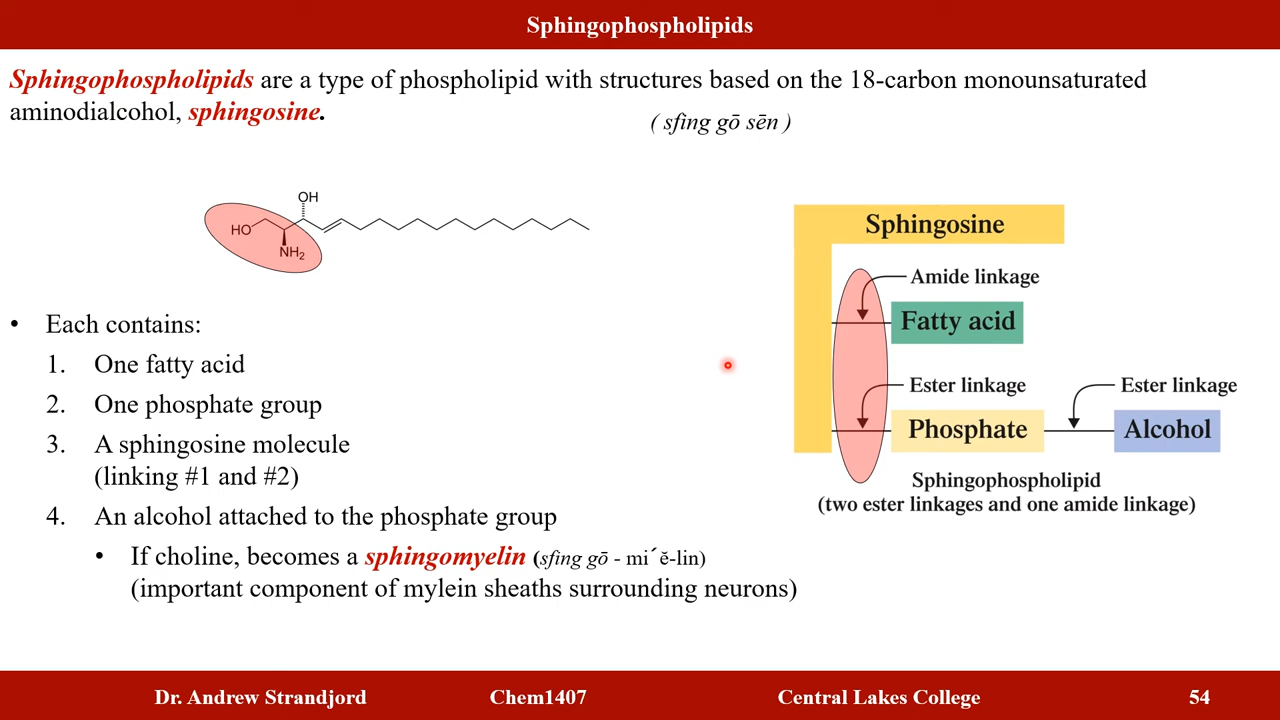 Sphingophospholipids
Sphingophospholipids are a type of phospholipid with structures based on the 18-carbon monounsaturated
aminodialcohol, sphingosine.
( sfing gō sēn )
OH
HO
NH₂
• Each contains:
1. One fatty acid
2. One phosphate group
3. A sphingosine molecule
(linking #1 and #2)
4. An alcohol attached to the phosphate group
• If choline, becomes a sphingomyelin (sfing gō - mi´ ĕ-lin)
(important component of mylein sheaths surrounding neurons)
Sphingosine
Amide linkage
Fatty acid
Ester linkage
Ester linkage
Phosphate
Alcohol
Sphingophospholipid
(two ester linkages and one amide linkage)
Dr. Andrew Strandjord Chem1407 Central Lakes College 54